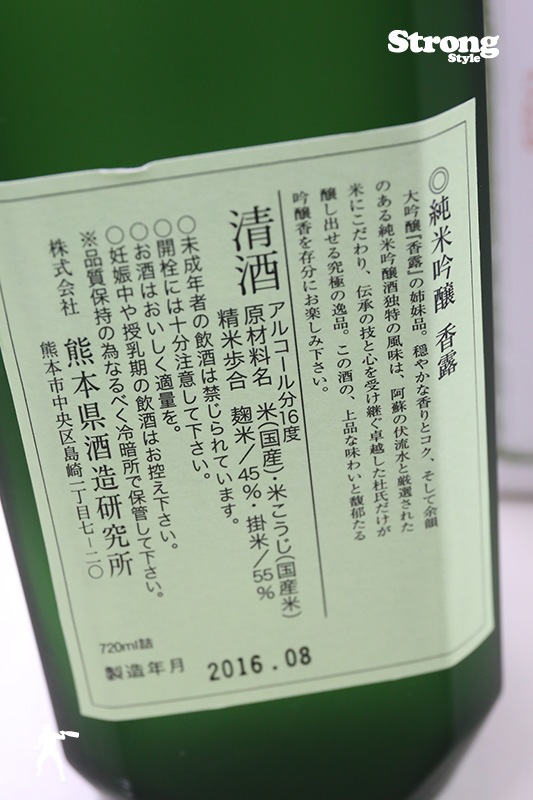 Strong
Style
◎純米吟醸 香露
大吟醸『香露』の姉妹品。穏やかな香りとコク、そして余韻
のある純米吟醸酒独特の風味は、阿蘇の伏流水と厳選された
米にこだわり、伝承の技と心を受け継ぐ卓越した杜氏だけが
醸し出せる究極の逸品。この酒の、上品な味わいと馥郁たる
吟醸香を存分にお楽しみ下さい。
清酒
アルコール分16度
原材料名 米(国産)・米こうじ(国産米)
精米歩合 麹米/45%・掛米/55%
○未成年者の飲酒は禁じられています。
○開栓には十分注意して下さい。
○お酒はおいしく適量を。
○妊娠中や授乳期の飲酒はお控え下さい。
※品質保持の為なるべく冷暗所で保管して下さい。
株式会社 熊本県酒造研究所
熊本市中央区島崎一丁目七ー二〇
720ml詰
製造年月 2016.08